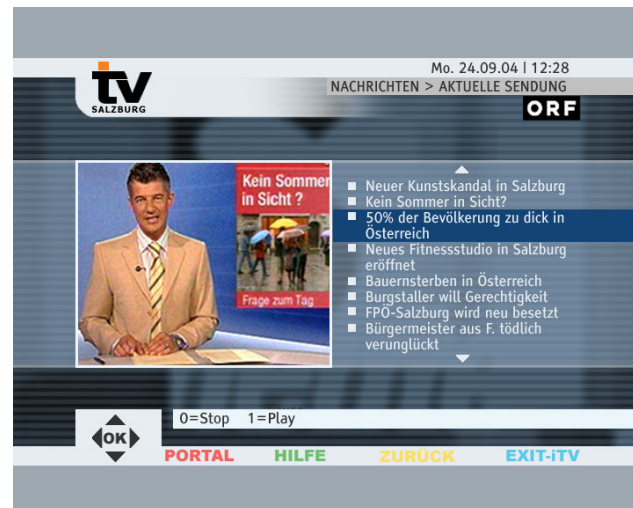 tv
SALZBURG
Mo. 24.09.04 | 12:28
NACHRICHTEN > AKTUELLE SENDUNG
ORF
Kein Sommer
in Sicht ?
Frage zum Tag
Neuer Kunstskandal in Salzburg
Kein Sommer in Sicht?
50% der Bevölkerung zu dick in
Österreich
Neues Fitnessstudio in Salzburg
eröffnet
Bauernsterben in Österreich
Burgstaller will Gerechtigkeit
FPÖ-Salzburg wird neu besetzt
Bürgermeister aus F. tödlich
verunglückt
0=Stop 1=Play
OK
PORTAL HILFE ZURÜCK EXIT-iTV